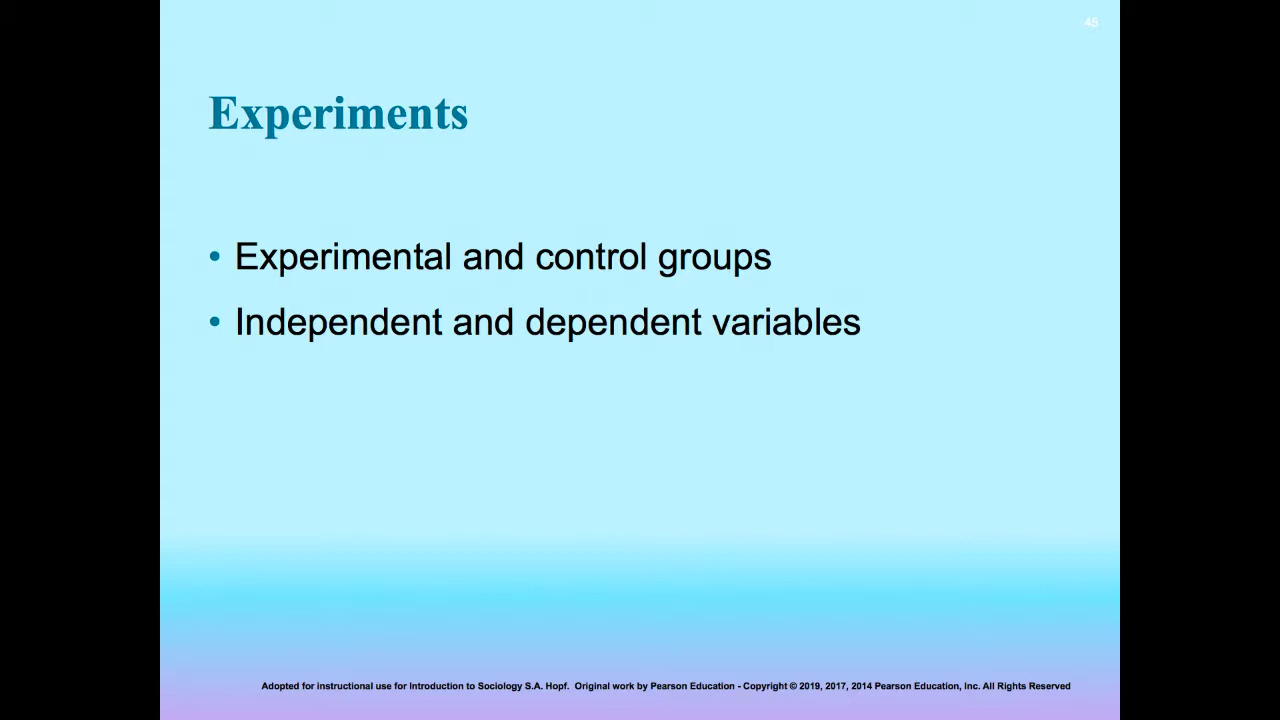 45
Experiments
• Experimental and control groups
• Independent and dependent variables
Adopted for instructional use for Introduction to Sociology S.A. Hopf.  Original work by Pearson Education - Copyright © 2019, 2017, 2014 Pearson Education, Inc. All Rights Reserved